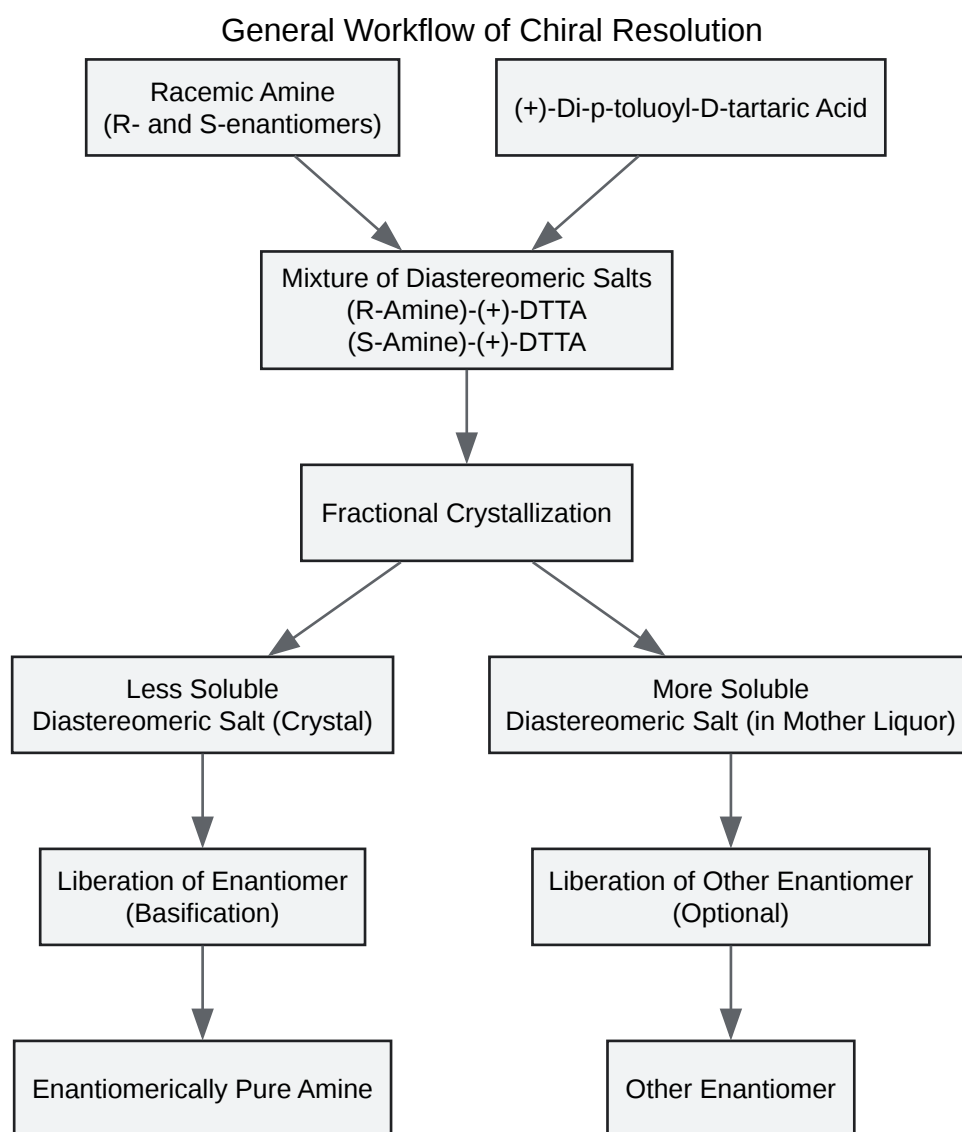 General Workflow of Chiral Resolution
Racemic Amine
(R- and S-enantiomers)
(+)-Di-p-toluoyl-D-tartaric Acid
Mixture of Diastereomeric Salts
(R-Amine)-(+)-DTTA
(S-Amine)-(+)-DTTA
Fractional Crystallization
Less Soluble
Diastereomeric Salt (Crystal)
More Soluble
Diastereomeric Salt (in Mother Liquor)
Liberation of Enantiomer
(Basification)
Liberation of Other Enantiomer
(Optional)
Enantiomerically Pure Amine
Other Enantiomer